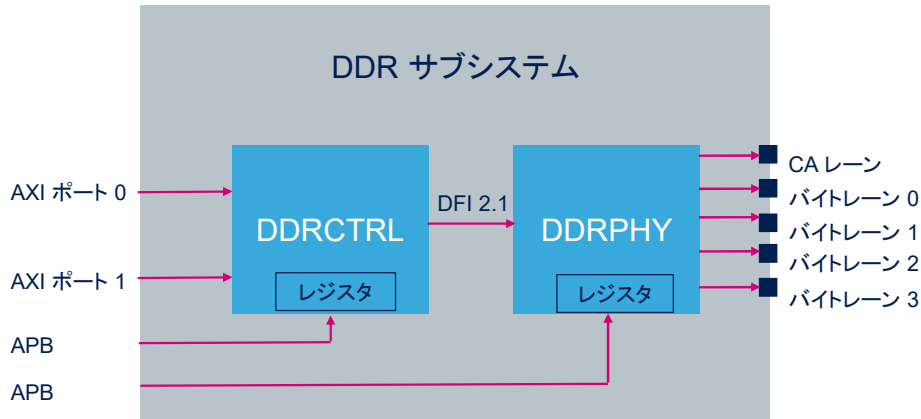 DDR サブシステム
AXI ポート 0
AXI ポート 1
APB
APB
DDRCTRL
レジスタ
DFI 2.1
DDRPHY
レジスタ
CA レーン
バイトレーン 0
バイトレーン 1
バイトレーン 2
バイトレーン 3